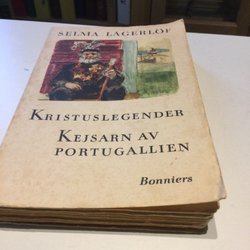 SELMA LAGERLÖF
KRISTUSLEGENDER
KEJSARN AV
PORTUGALLIEN
Bonniers